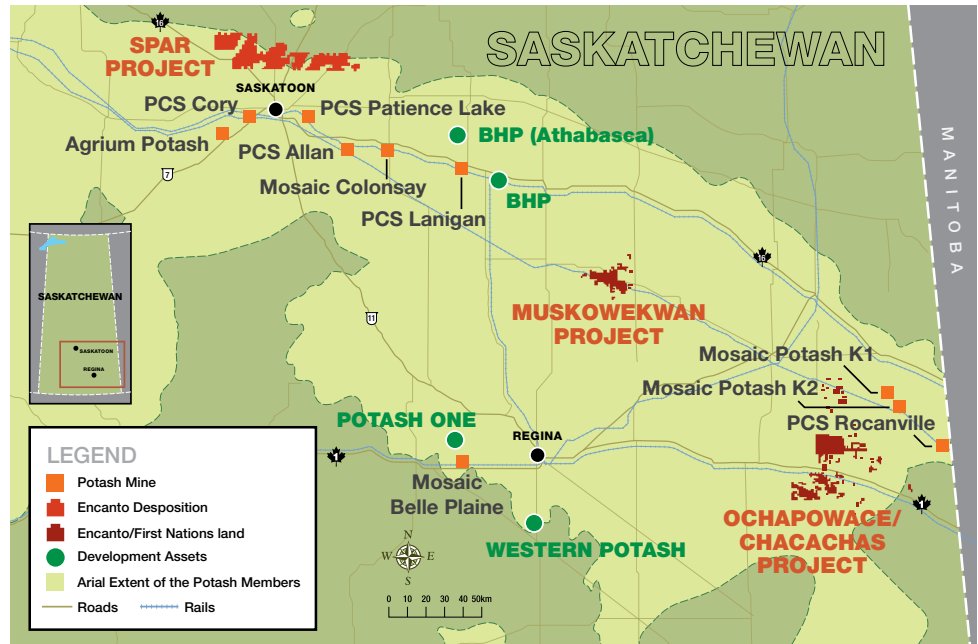 16
SPAR
PROJECT
SASKATCHEWAN
SASKATOON
PCS Cory
PCS Patience Lake
Agrium Potash
PCS Allan
BHP (Athabasca)
Mosaic Colonsay
7
PCS Lanigan
BHP
MANITOBA
16
SASKATCHEWAN
SASKATOON
REGINA
11
MUSKOWEKWAN
PROJECT
Mosaic Potash K1
Mosaic Potash K2
PCS Rocanville
POTASH ONE
REGINA
1
Mosaic
Belle Plaine
WESTERN POTASH
1
OCHAPOWACE/
CHACACHAS
PROJECT
LEGEND
Potash Mine
Encanto Desposition
Encanto/First Nations land
Development Assets
Arial Extent of the Potash Members
Roads
Rails
N
W
E
S
0 10 20 30 40 50km